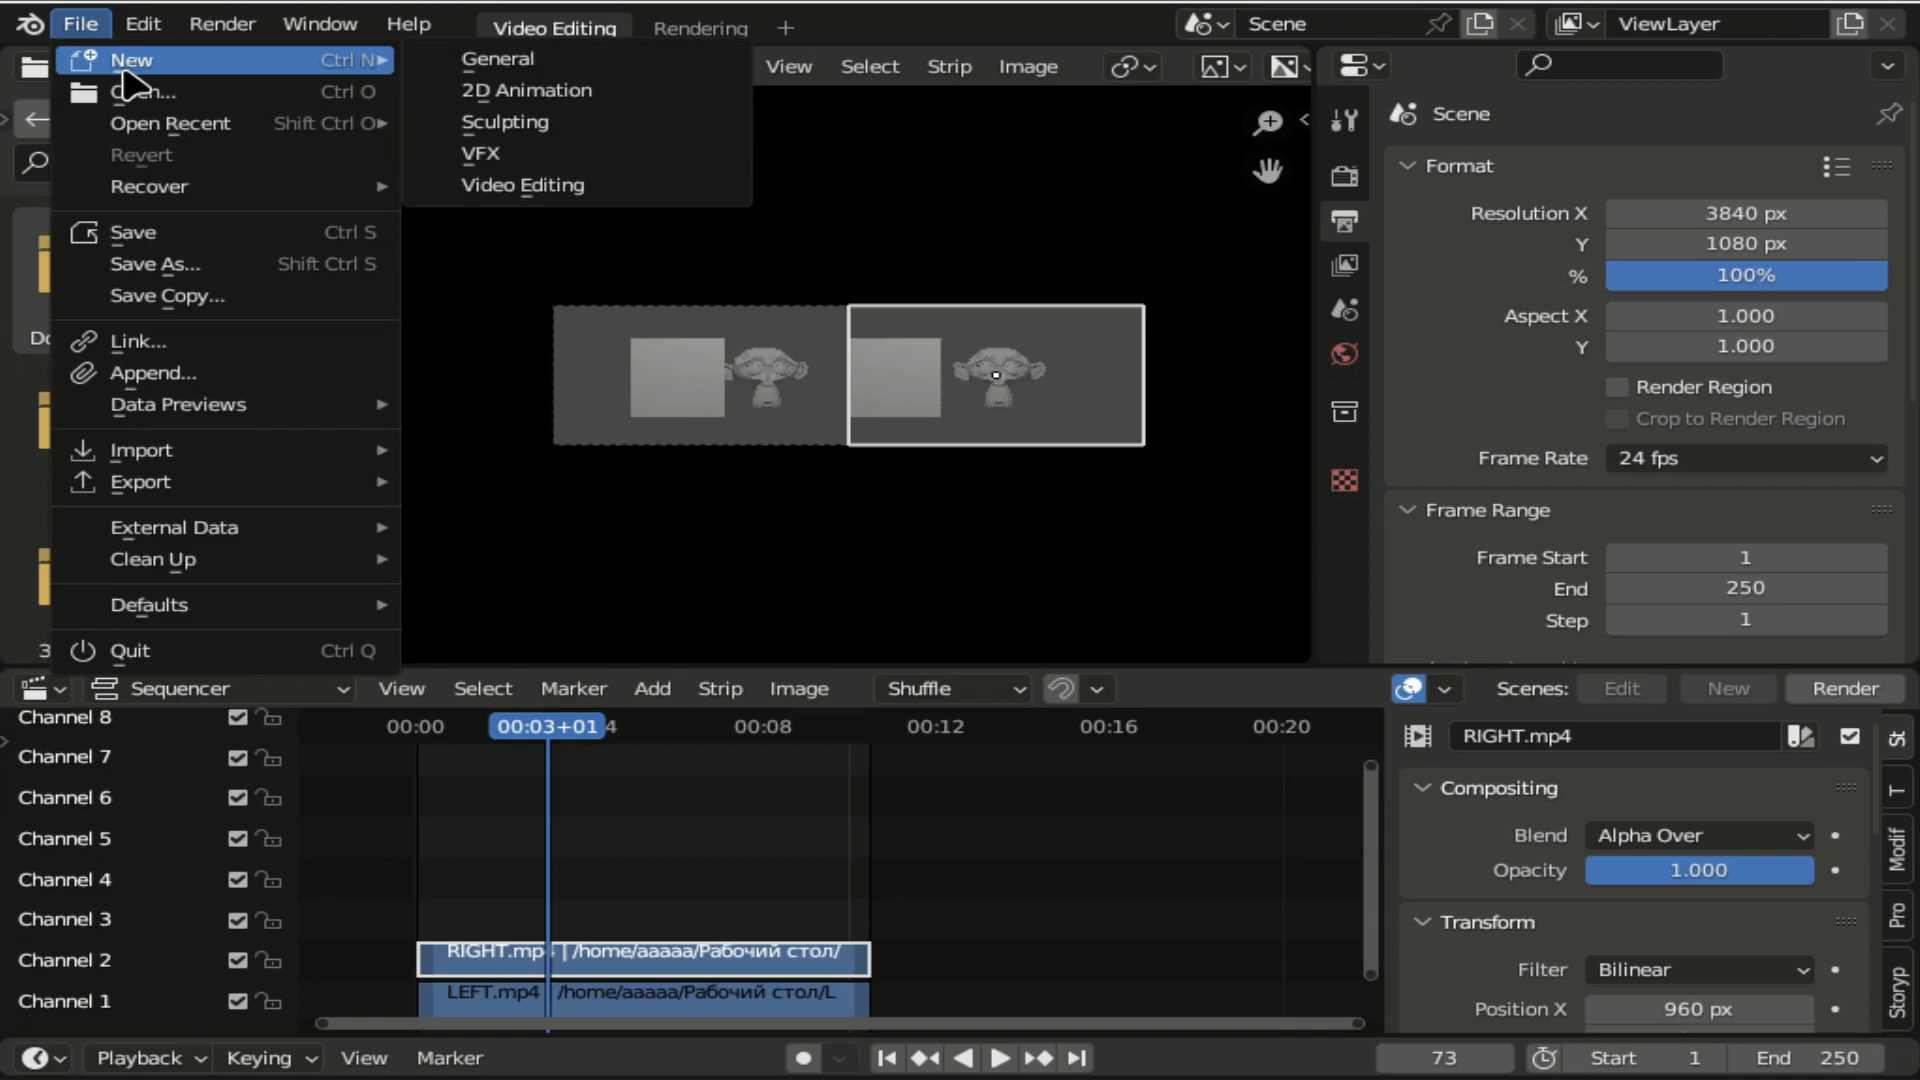 File Edit Render Window Help Video Editing Rendering + Scene ViewLayer
New Ctrl N
Open... Ctrl O
Open Recent Shift Ctrl O
Revert
Recover
Save Ctrl S
Save As... Shift Ctrl S
Save Copy...
Link...
Append...
Data Previews
Import
Export
External Data
Clean Up
Defaults
Quit Ctrl Q
General
2D Animation
Sculpting
VFX
Video Editing
View Select Strip Image
Scene
Format
Resolution X 3840 px
Y 1080 px
% 100%
Aspect X 1.000
Y 1.000
Render Region
Crop to Render Region
Frame Rate 24 fps
Frame Range
Frame Start 1
End 250
Step 1
Sequencer View Select Marker Add Strip Image Shuffle Scenes: Edit New Render
00:00 00:03+01 4 00:08 00:12 00:16 00:20
Channel 8
Channel 7
Channel 6
Channel 5
Channel 4
Channel 3
Channel 2
Channel 1
RIGHT.mp4 | /home/aaaaa/Рабочий стол/
LEFT.mp4 | /home/aaaaa/Рабочий стол/L
RIGHT.mp4
Compositing
Blend Alpha Over
Opacity 1.000
Transform
Filter Bilinear
Position X 960 px
St
T
Modif
Pro
Storyp
Playback Keying View Marker 73 Start 1 End 250